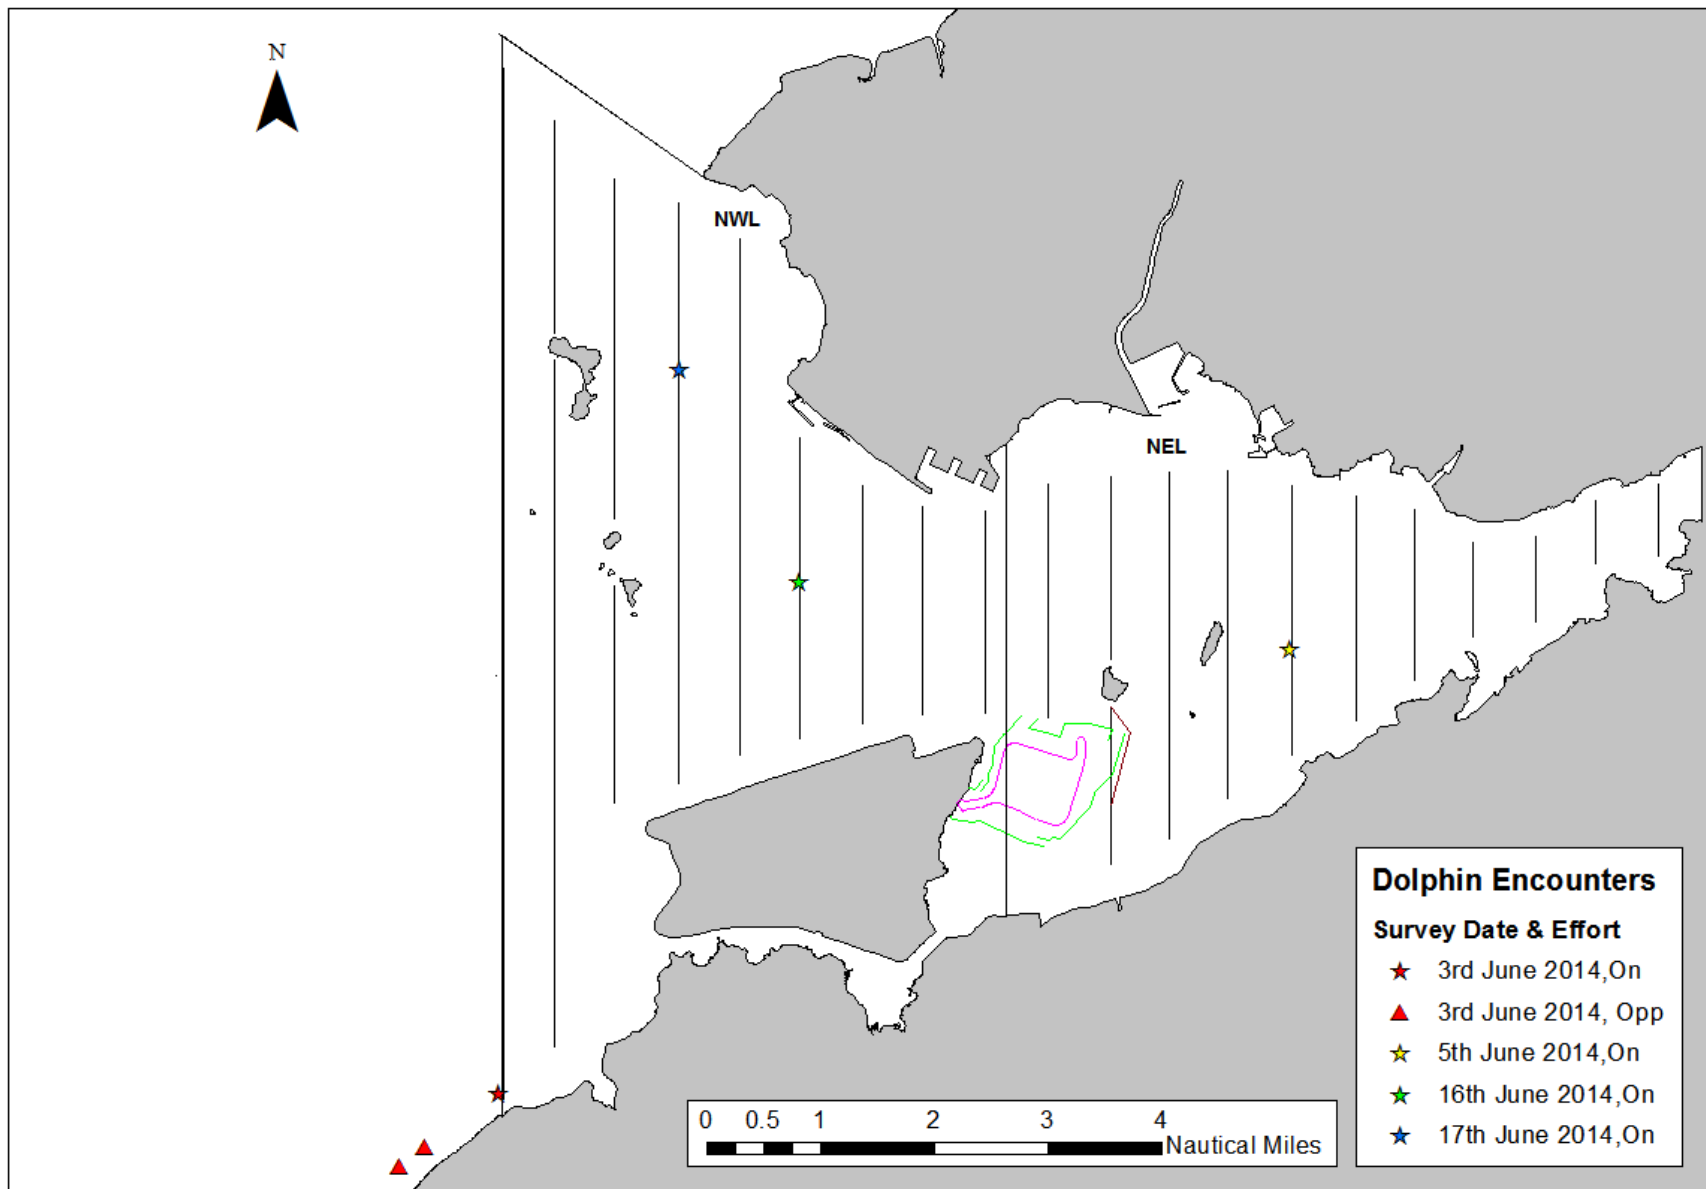 N
NWL
NEL
Dolphin Encounters
Survey Date & Effort
3rd June 2014,On
3rd June 2014, Opp
5th June 2014,On
16th June 2014,On
17th June 2014,On
0 0.5 1 2 3 4
Nautical Miles